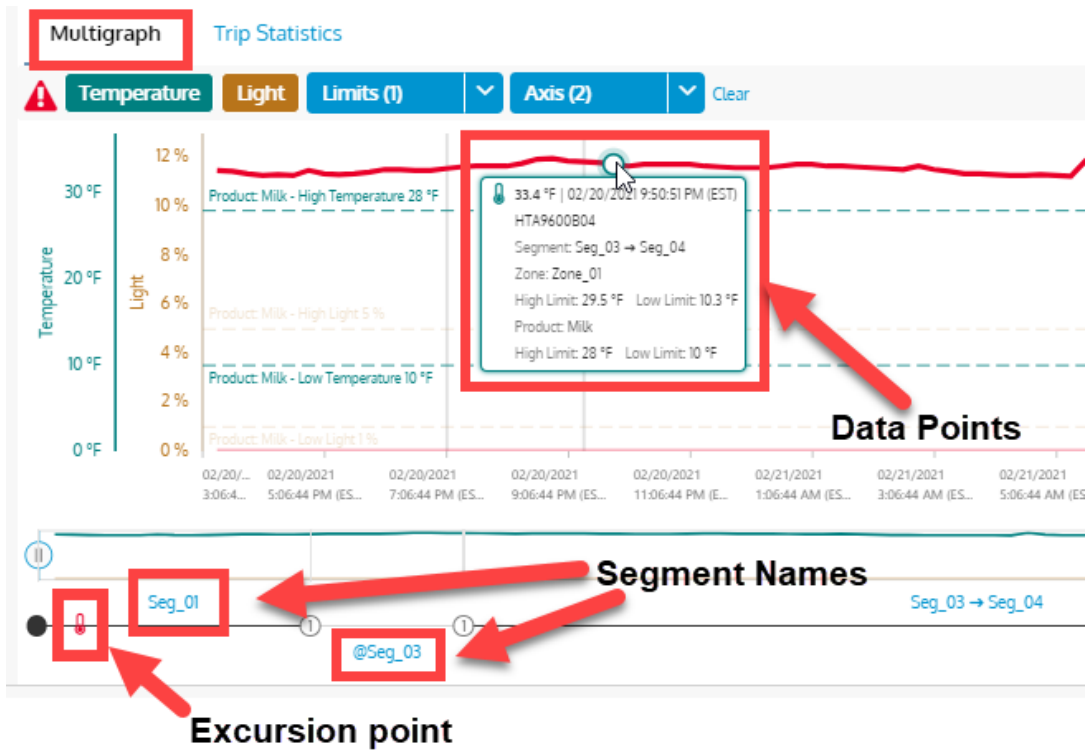 Multigraph Trip Statistics
Temperature Light Limits (1) Axis (2) Clear
12 %
30 °F
Product: Milk - High Temperature 28 °F
10 %
8 %
20 °F
6 %
Product: Milk - High Light 5 %
4 %
10 °F
Product: Milk - Low Temperature 10 °F
2 %
Product: Milk - Low Light 1 %
0 °F 0 %
Temperature
Light
33.4 °F | 02/20/2021 9:50:51 PM (EST)
HTA9600B04
Segment: Seg_03 → Seg_04
Zone: Zone_01
High Limit: 29.5 °F Low Limit: 10.3 °F
Product: Milk
High Limit: 28 °F Low Limit: 10 °F
Data Points
02/20/... 02/20/2021 02/20/2021 02/20/2021 02/20/2021 02/21/2021 02/21/2021 02/21/2021
3:06:4... 5:06:44 PM (ES... 7:06:44 PM (ES... 9:06:44 PM (ES... 11:06:44 PM (E... 1:06:44 AM (ES... 3:06:44 AM (ES... 5:06:44 AM (ES
Segment Names
Seg_01 Seg_03 → Seg_04
1 1
@Seg_03
Excursion point